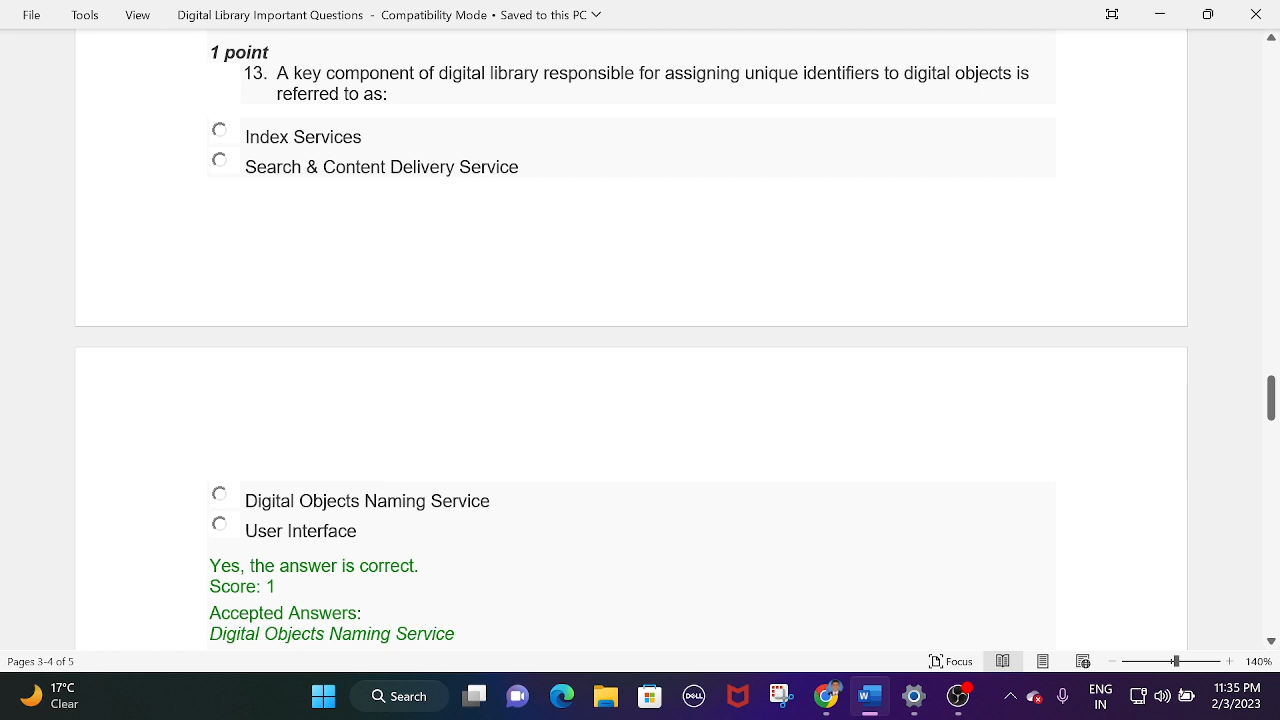 File Tools View Digital Library Important Questions - Compatibility Mode • Saved to this PC
1 point
13. A key component of digital library responsible for assigning unique identifiers to digital objects is
referred to as:
Index Services
Search & Content Delivery Service
Digital Objects Naming Service
User Interface
Yes, the answer is correct.
Score: 1
Accepted Answers:
Digital Objects Naming Service
Pages 3-4 of 5 Focus 140%
17°C
Clear
Search
DELL
ENG
IN
11:35 PM
2/3/2023